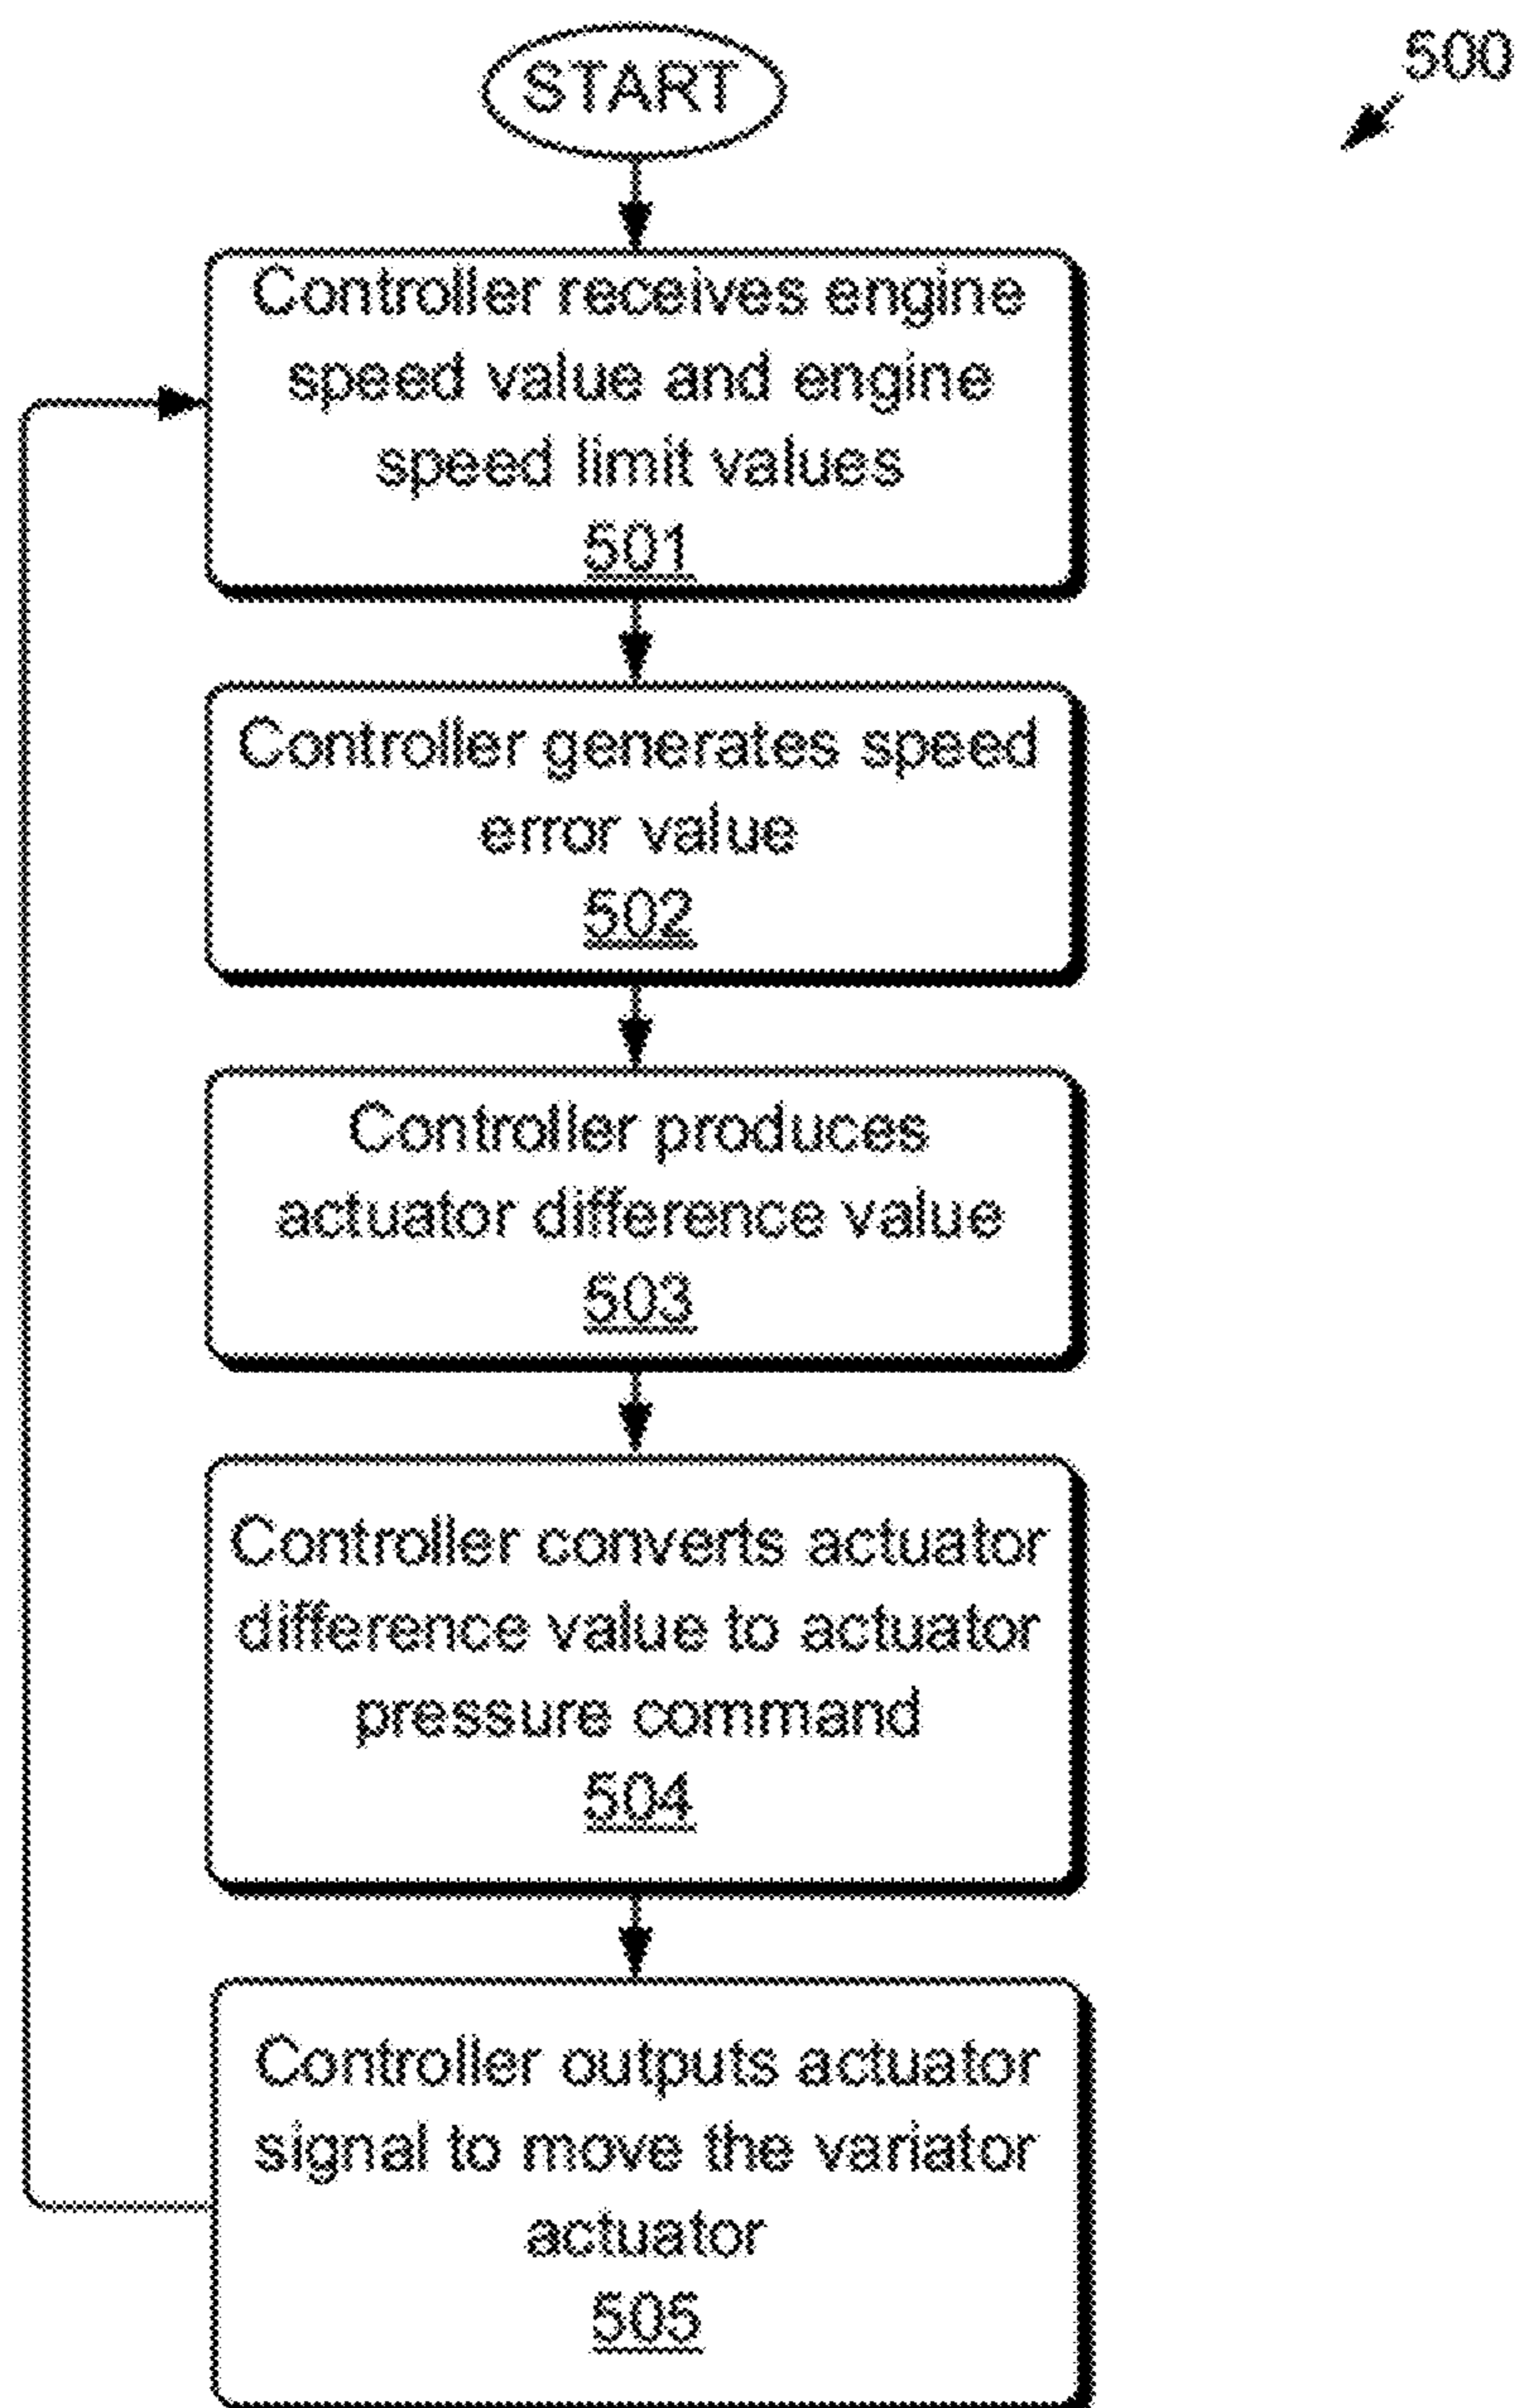 START
500
Controller receives engine
speed value and engine
speed limit values
501
Controller generates speed
error value
502
Controller produces
actuator difference value
503
Controller converts actuator
difference value to actuator
pressure command
504
Controller outputs actuator
signal to move the variator
actuator
505